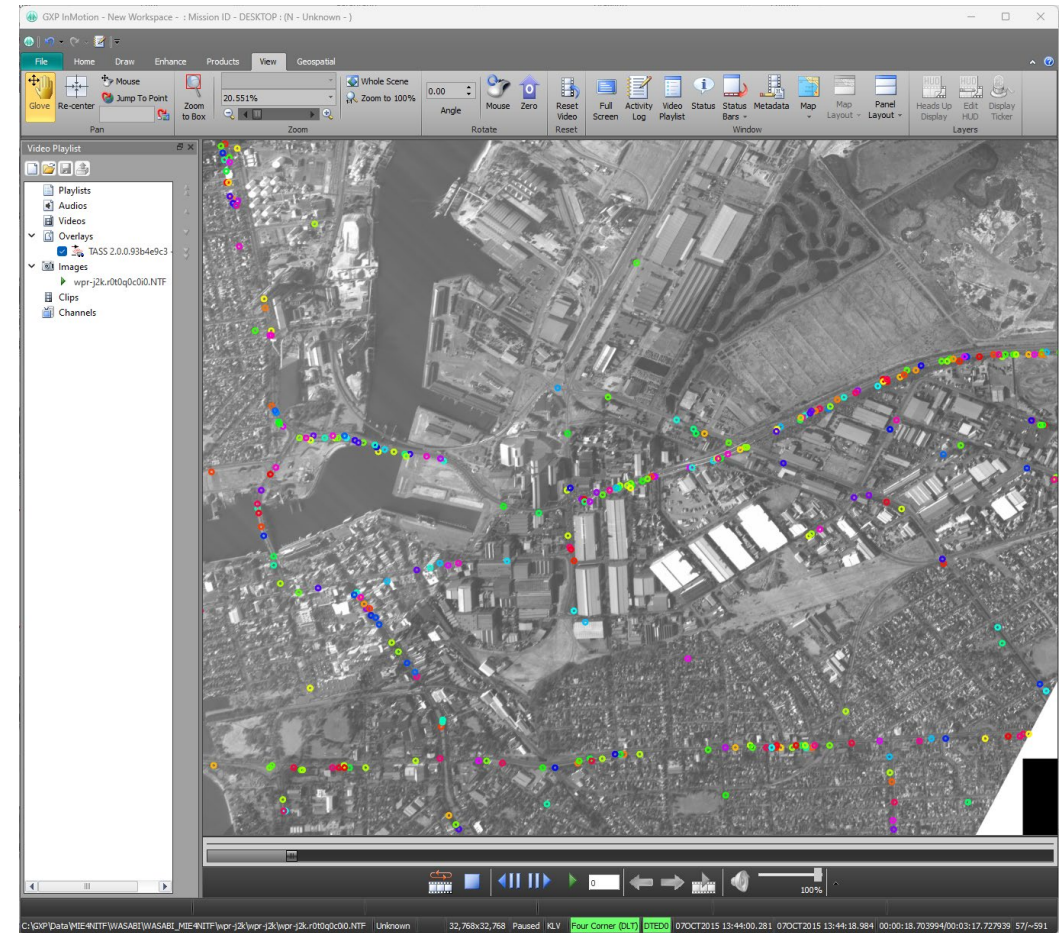 GXP InMotion - New Workspace - : Mission ID - DESKTOP : (N - Unknown - )
File Home Draw Enhance Products View Geospatial
Glove
Re-center
Mouse
Jump To Point
Pan
Zoom to Box
20.551%
Whole Scene
Zoom to 100%
Zoom
0.00
Angle
Mouse
Zero
Rotate
Reset Video
Reset
Full Screen
Activity Log
Video Playlist
Status
Status Bars
Metadata
Map
Map Layout
Panel Layout
Window
Heads Up Display
Edit HUD
Display Ticker
Layers
Video Playlist
Playlists
Audios
Videos
Overlays
TASS 2.0.0.93b4e9c3 -
Images
wpr-j2k.r0t0q0c0i0.NTF
Clips
Channels
0
100%
C:\GXP\Data\MIE4NITF\WASABI\WASABI_MIE4NITF\wpr-j2k\wpr-j2k\wpr-j2k.r0t0q0c0i0.NTF Unknown 32,768x32,768 Paused KLV Four Corner (DLT) DTED0 07OCT2015 13:44:00.281 07OCT2015 13:44:18.984 00:00:18.703994/00:03:17.727939 57/~591